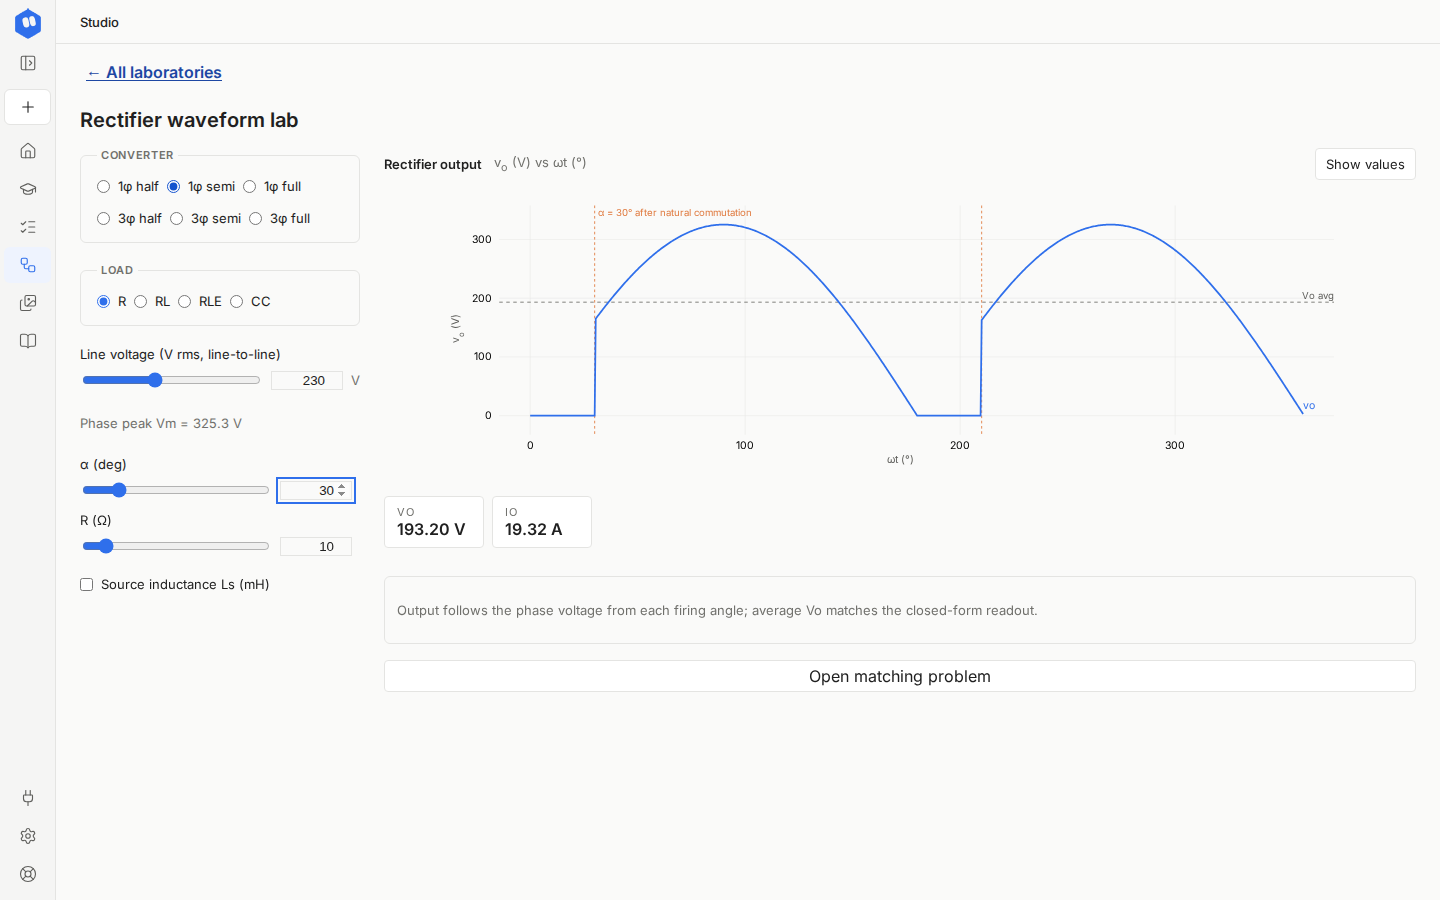 Studio
← All laboratories
Rectifier waveform lab
CONVERTER
1φ half 1φ semi 1φ full
3φ half 3φ semi 3φ full
LOAD
R RL RLE CC
Line voltage (V rms, line-to-line)
230 V
Phase peak Vm = 325.3 V
α (deg)
30
R (Ω)
10
Source inductance Ls (mH)
Rectifier output vo (V) vs ωt (°)
Show values
α = 30° after natural commutation
300
200
100
0
vo (V)
Vo avg
vo
0 100 200 300
ωt (°)
VO
193.20 V
IO
19.32 A
Output follows the phase voltage from each firing angle; average Vo matches the closed-form readout.
Open matching problem